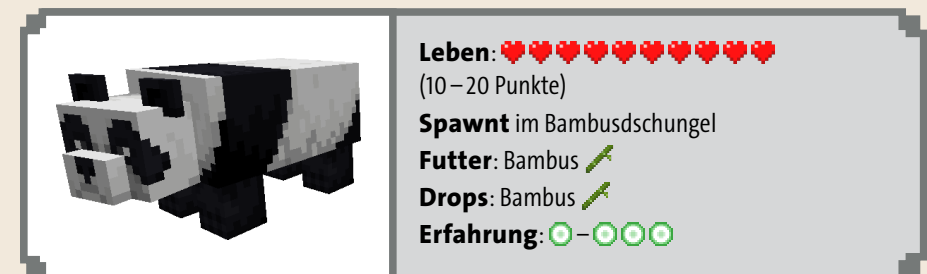 Leben:
(10–20 Punkte)
Spawnt im Bambusdschungel
Futter: Bambus
Drops: Bambus
Erfahrung: –